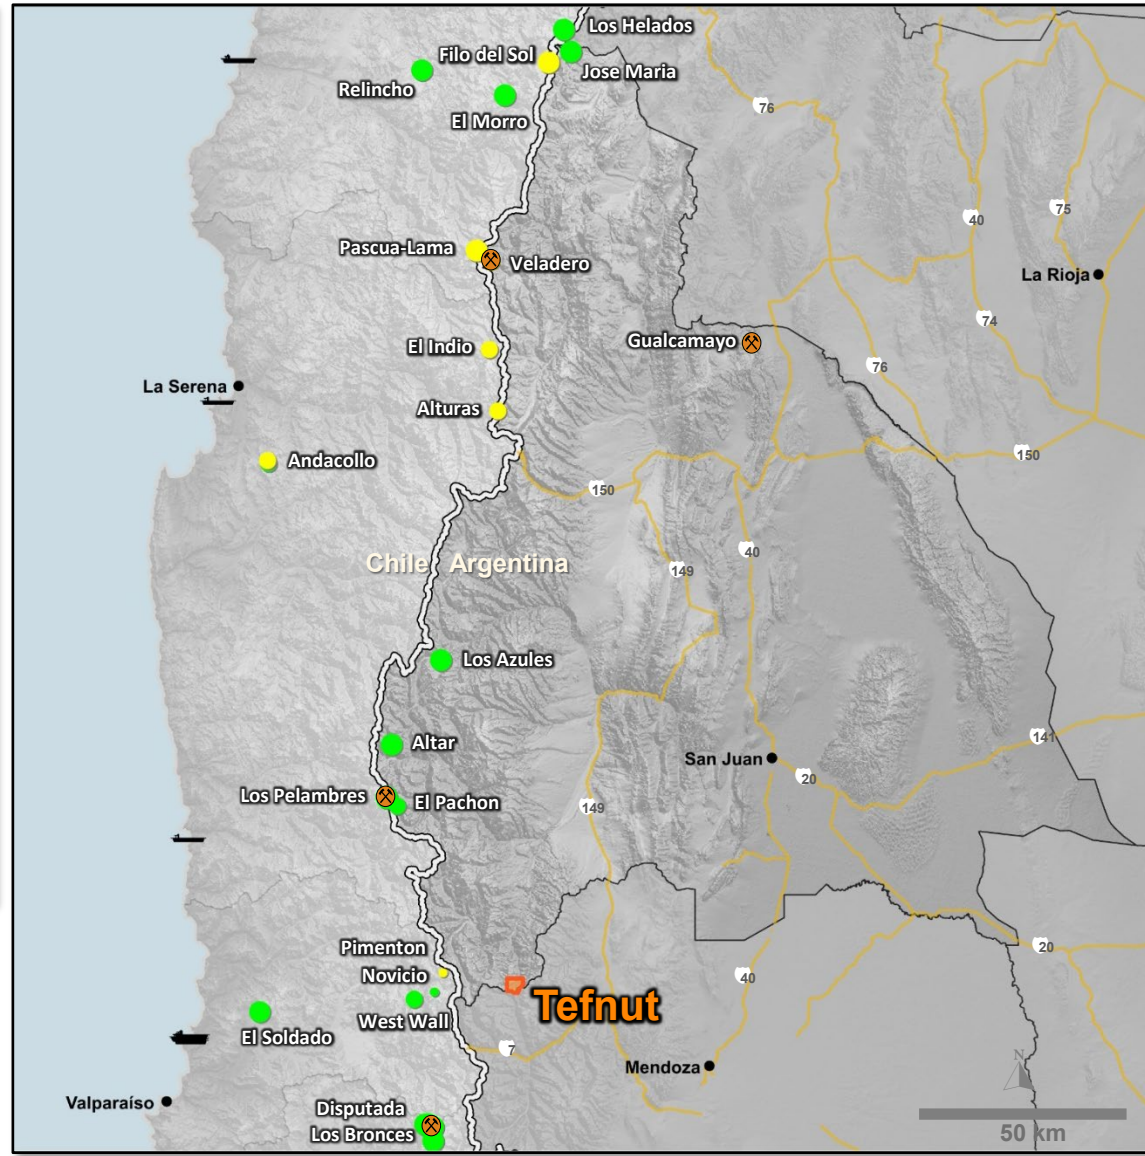 Los Helados
Filo del Sol
Jose Maria
Relincho
El Morro
76
75
40
Pascua-Lama
Veladero
La Rioja
74
Gualcamayo
El Indio
76
La Serena
Alturas
150
Andacollo
150
40
Chile
Argentina
149
Los Azules
141
Altar
San Juan
20
Los Pelambres
El Pachon
149
20
Pimenton
Novicio
40
Tefnut
West Wall
El Soldado
7
Mendoza
N
Valparaíso
Disputada
Los Bronces
50 km